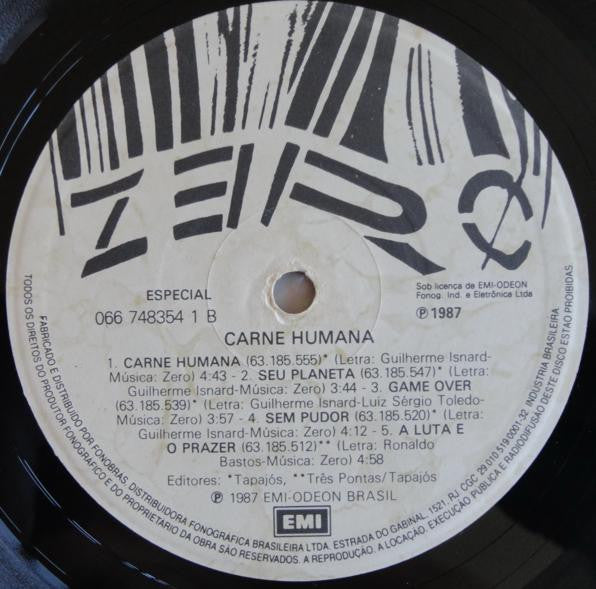 ZERØ
ESPECIAL
066 748354 1 B
Sob licença de EMI-ODEON
Fonog. Ind. e Eletrônica Ltda
Ⓟ 1987
CARNE HUMANA
1. CARNE HUMANA (63.185.555)* (Letra: Guilherme Isnard-
Música: Zero) 4:43 - 2. SEU PLANETA (63.185.547)* (Letra:
Guilherme Isnard-Música: Zero) 3:44 - 3. GAME OVER
(63.185.539)* (Letra: Guilherme Isnard-Luiz Sérgio Toledo-
Música: Zero) 3:57 - 4. SEM PUDOR (63.185.520)* (Letra:
Guilherme Isnard-Música: Zero) 4:12 - 5. A LUTA E
O PRAZER (63.185.512)** (Letra: Ronaldo
Bastos-Música: Zero) 4:58
Editores: *Tapajós, **Três Pontas/Tapajós
Ⓟ 1987 EMI-ODEON BRASIL
EMI
FABRICADO E DISTRIBUIDO POR FONOBRAS, DISTRIBUIDORA FONOGRÁFICA BRASILEIRA LTDA. ESTRADA DO GABINAL, 1521, RJ, CGC 29.010.519.0001-32, INDÚSTRIA BRASILEIRA
TODOS OS DIREITOS DO PRODUTOR FONOGRÁFICO E DO PROPRIETARIO DA OBRA SÃO RESERVADOS. A REPRODUÇÃO, A LOCAÇÃO, EXECUÇÃO PUBLICA E RADIODIFUSÃO DESTE DISCO ESTÃO PROIBIDAS